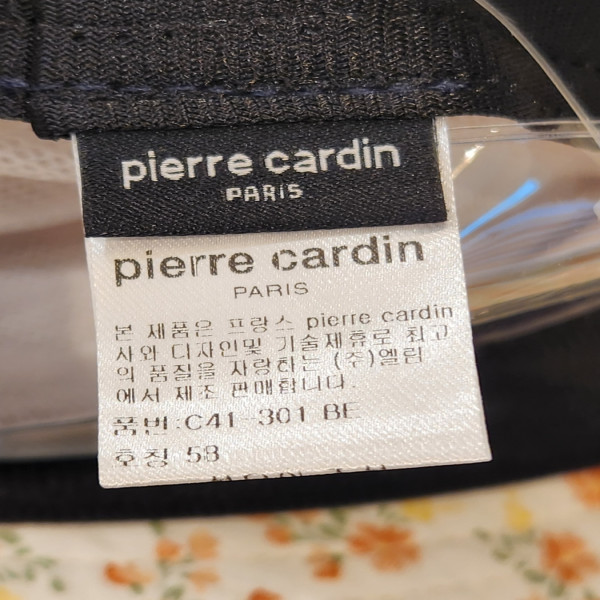 pierre cardin
PARIS
pierre cardin
PARIS
본 제품은 프랑스 pierre cardin
사와 디자인및 기술제휴로 최고
의 품질을 자랑하는 (주)엘림
에서 제조 판매합니다.
품번:C41-301 BE
호칭 58